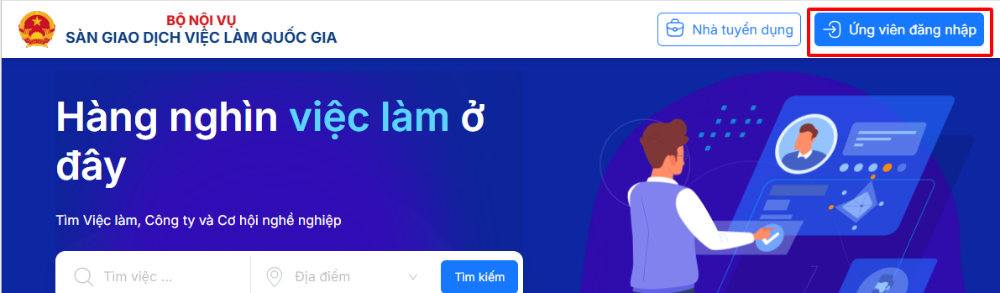 BỘ NỘI VỤ
SÀN GIAO DỊCH VIỆC LÀM QUỐC GIA
Nhà tuyển dụng
Ứng viên đăng nhập
Hàng nghìn việc làm ở
đây
Tìm Việc làm, Công ty và Cơ hội nghề nghiệp
Tìm việc ...
Địa điểm
Tìm kiếm